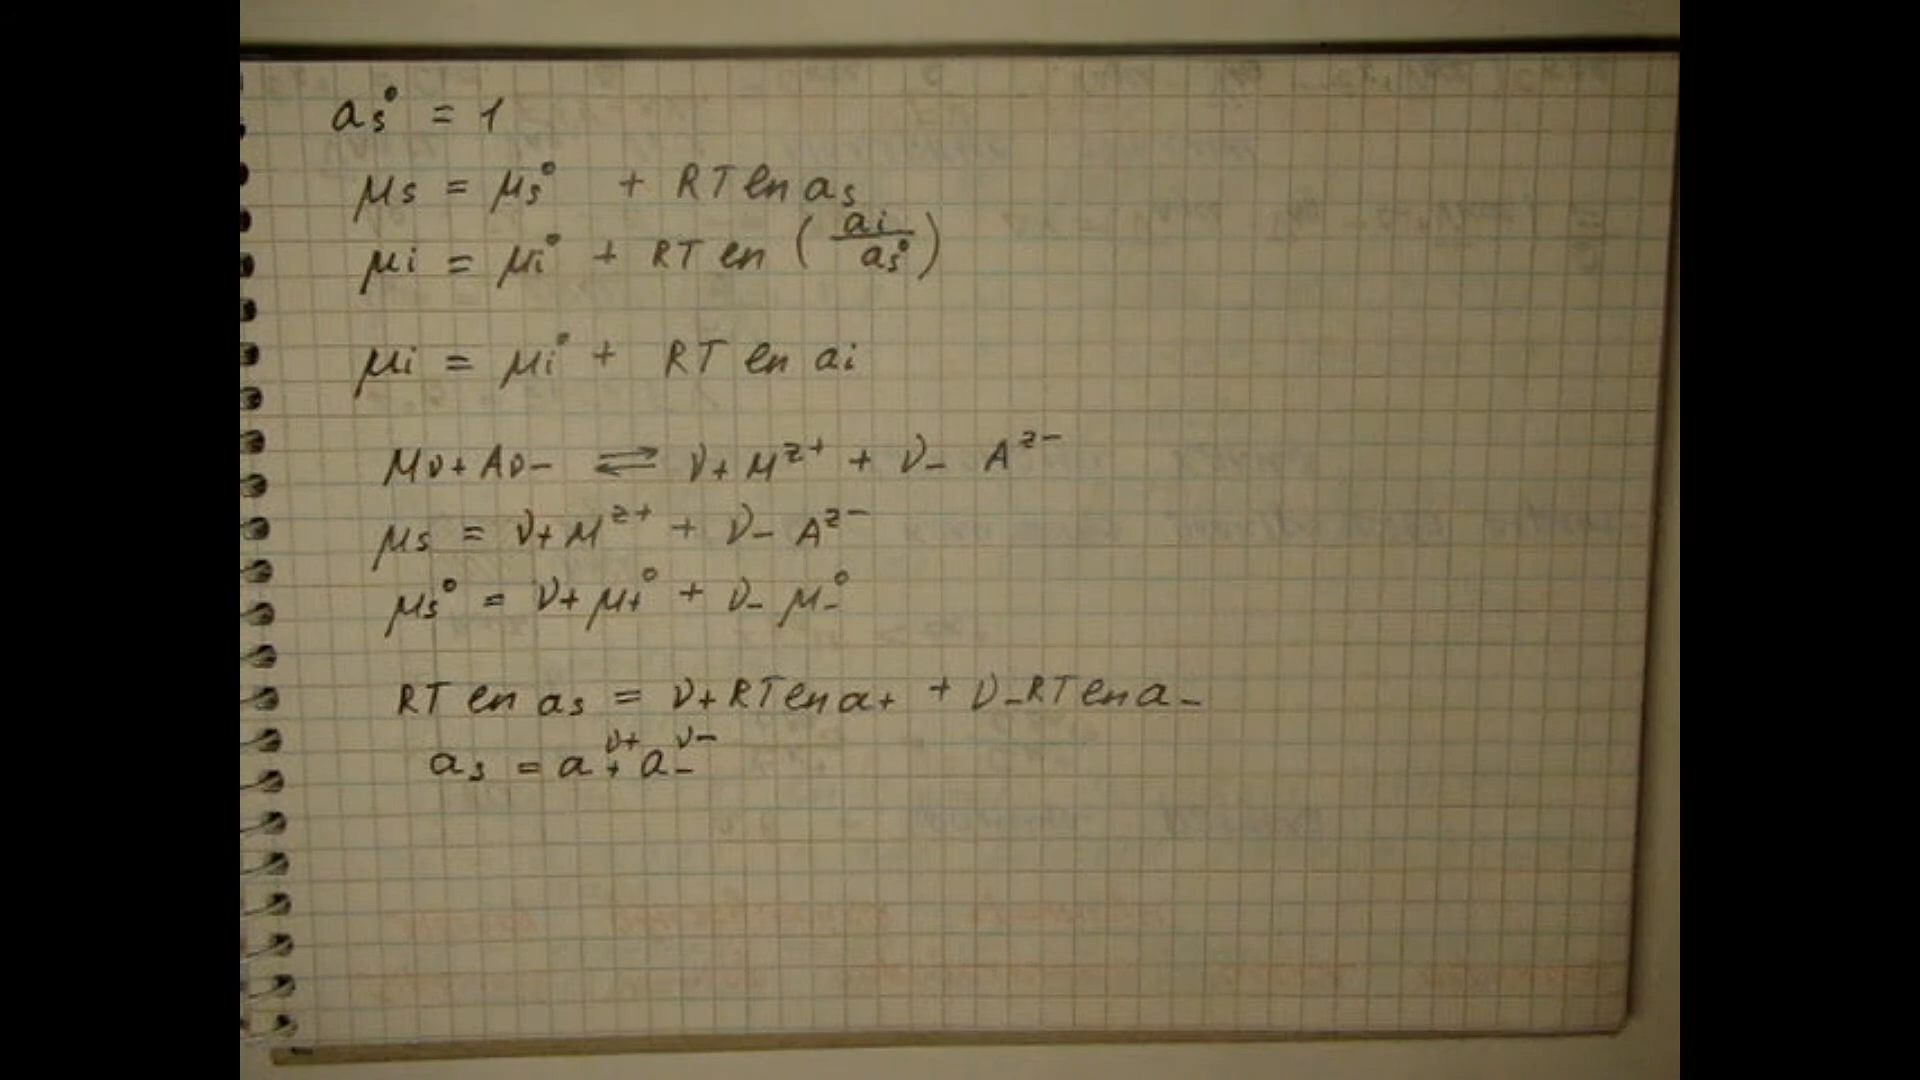 aₛ° = 1
μₛ = μₛ° + RT ln aₛ
μᵢ = μᵢ° + RT ln (aᵢ / aₛ°)
μᵢ = μᵢ° + RT ln aᵢ
Mν+ Aν- ⇌ ν+ M^z+ + ν- A^z-
μₛ = ν+ M^z+ + ν- A^z-
μₛ° = ν+ μ+° + ν- μ-°
RT ln aₛ = ν+ RT ln a+ + ν- RT ln a-
aₛ = a+^ν+ a-^ν-